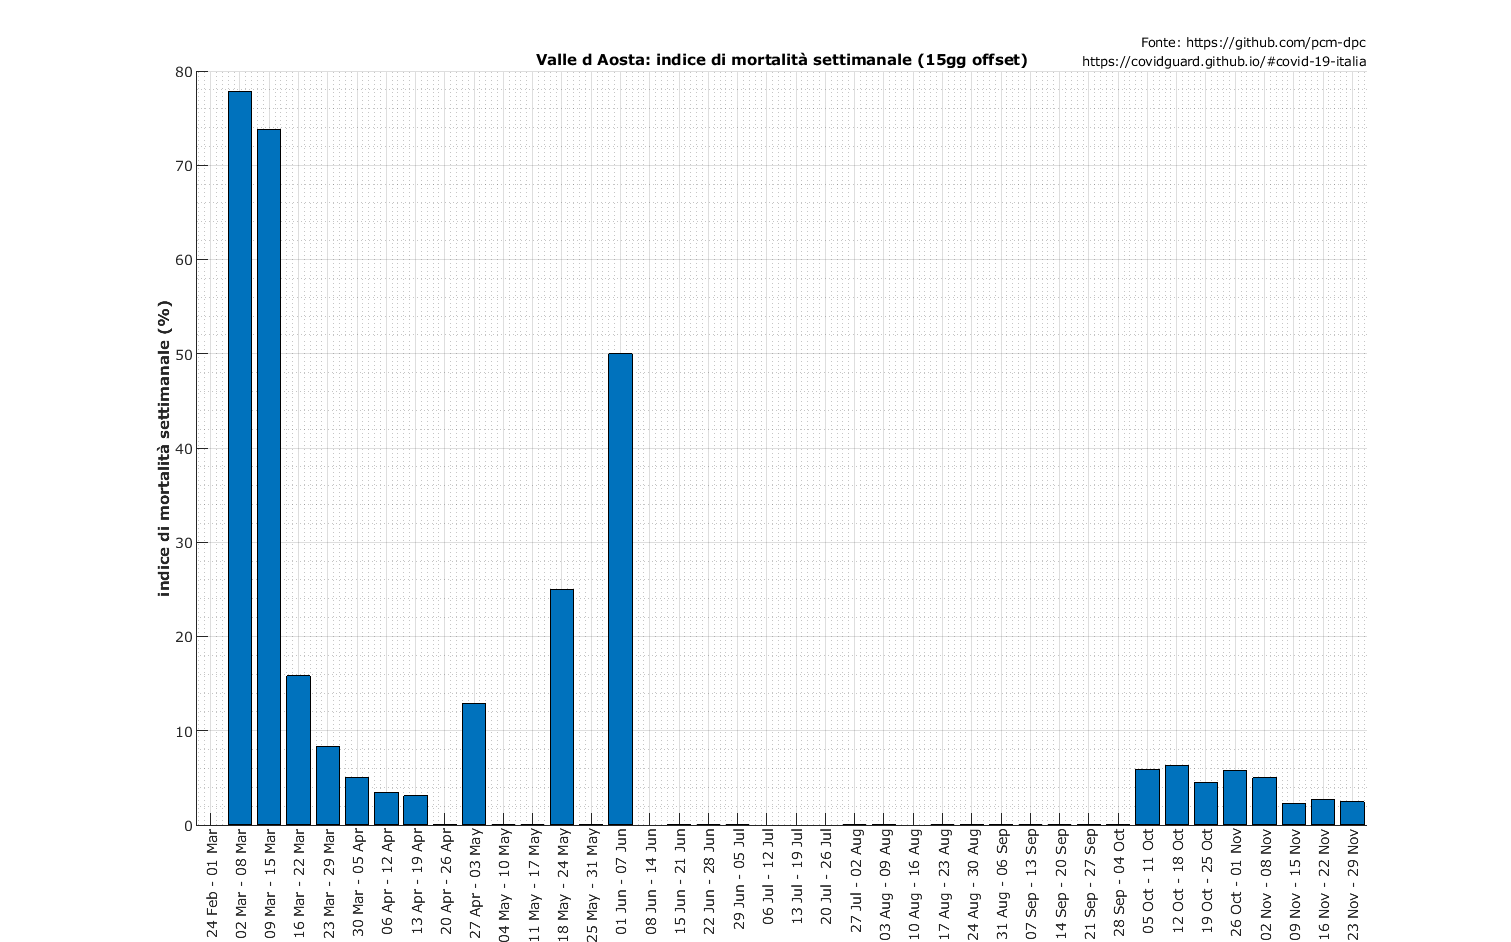 Fonte: https://github.com/pcm-dpc
Valle d Aosta: indice di mortalità settimanale (15gg offset)
https://covidguard.github.io/#covid-19-italia
indice di mortalità settimanale (%)
80
70
60
50
40
30
20
10
0
24 Feb - 01 Mar
02 Mar - 08 Mar
09 Mar - 15 Mar
16 Mar - 22 Mar
23 Mar - 29 Mar
30 Mar - 05 Apr
06 Apr - 12 Apr
13 Apr - 19 Apr
20 Apr - 26 Apr
27 Apr - 03 May
04 May - 10 May
11 May - 17 May
18 May - 24 May
25 May - 31 May
01 Jun - 07 Jun
08 Jun - 14 Jun
15 Jun - 21 Jun
22 Jun - 28 Jun
29 Jun - 05 Jul
06 Jul - 12 Jul
13 Jul - 19 Jul
20 Jul - 26 Jul
27 Jul - 02 Aug
03 Aug - 09 Aug
10 Aug - 16 Aug
17 Aug - 23 Aug
24 Aug - 30 Aug
31 Aug - 06 Sep
07 Sep - 13 Sep
14 Sep - 20 Sep
21 Sep - 27 Sep
28 Sep - 04 Oct
05 Oct - 11 Oct
12 Oct - 18 Oct
19 Oct - 25 Oct
26 Oct - 01 Nov
02 Nov - 08 Nov
09 Nov - 15 Nov
16 Nov - 22 Nov
23 Nov - 29 Nov